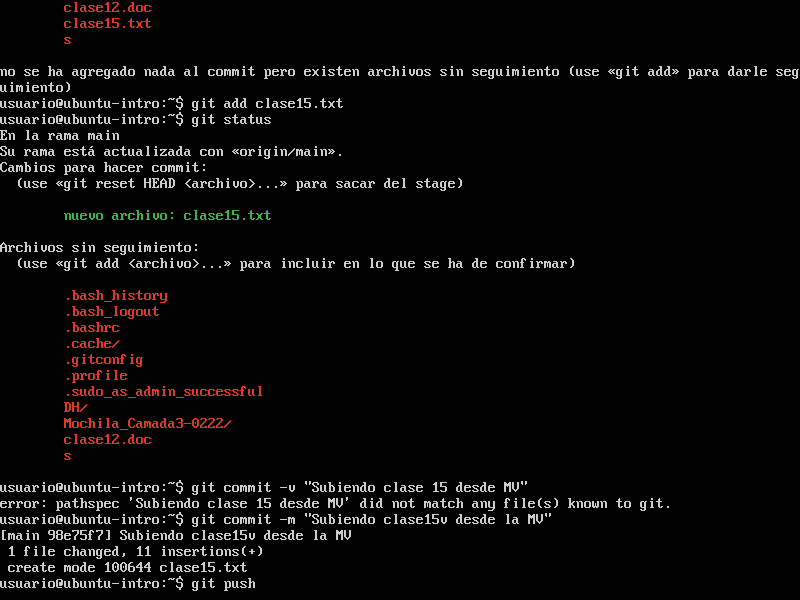 clase12.doc
clase15.txt
s
no se ha agregado nada al commit pero existen archivos sin seguimiento (use «git add» para darle seg
uimiento)
usuario@ubuntu-intro:~$ git add clase15.txt
usuario@ubuntu-intro:~$ git status
En la rama main
Su rama está actualizada con «origin/main».
Cambios para hacer commit:
(use «git reset HEAD <archivo>...» para sacar del stage)
nuevo archivo: clase15.txt
Archivos sin seguimiento:
(use «git add <archivo>...» para incluir en lo que se ha de confirmar)
.bash_history
.bash_logout
.bashrc
.cache/
.gitconfig
.profile
.sudo_as_admin_successful
DH/
Mochila_Camada3-0222/
clase12.doc
s
usuario@ubuntu-intro:~$ git commit -v "Subiendo clase 15 desde MV"
error: pathspec 'Subiendo clase 15 desde MV' did not match any file(s) known to git.
usuario@ubuntu-intro:~$ git commit -m "Subiendo clase15v desde la MV"
[main 98e75f7] Subiendo clase15v desde la MV
1 file changed, 11 insertions(+)
create mode 100644 clase15.txt
usuario@ubuntu-intro:~$ git push